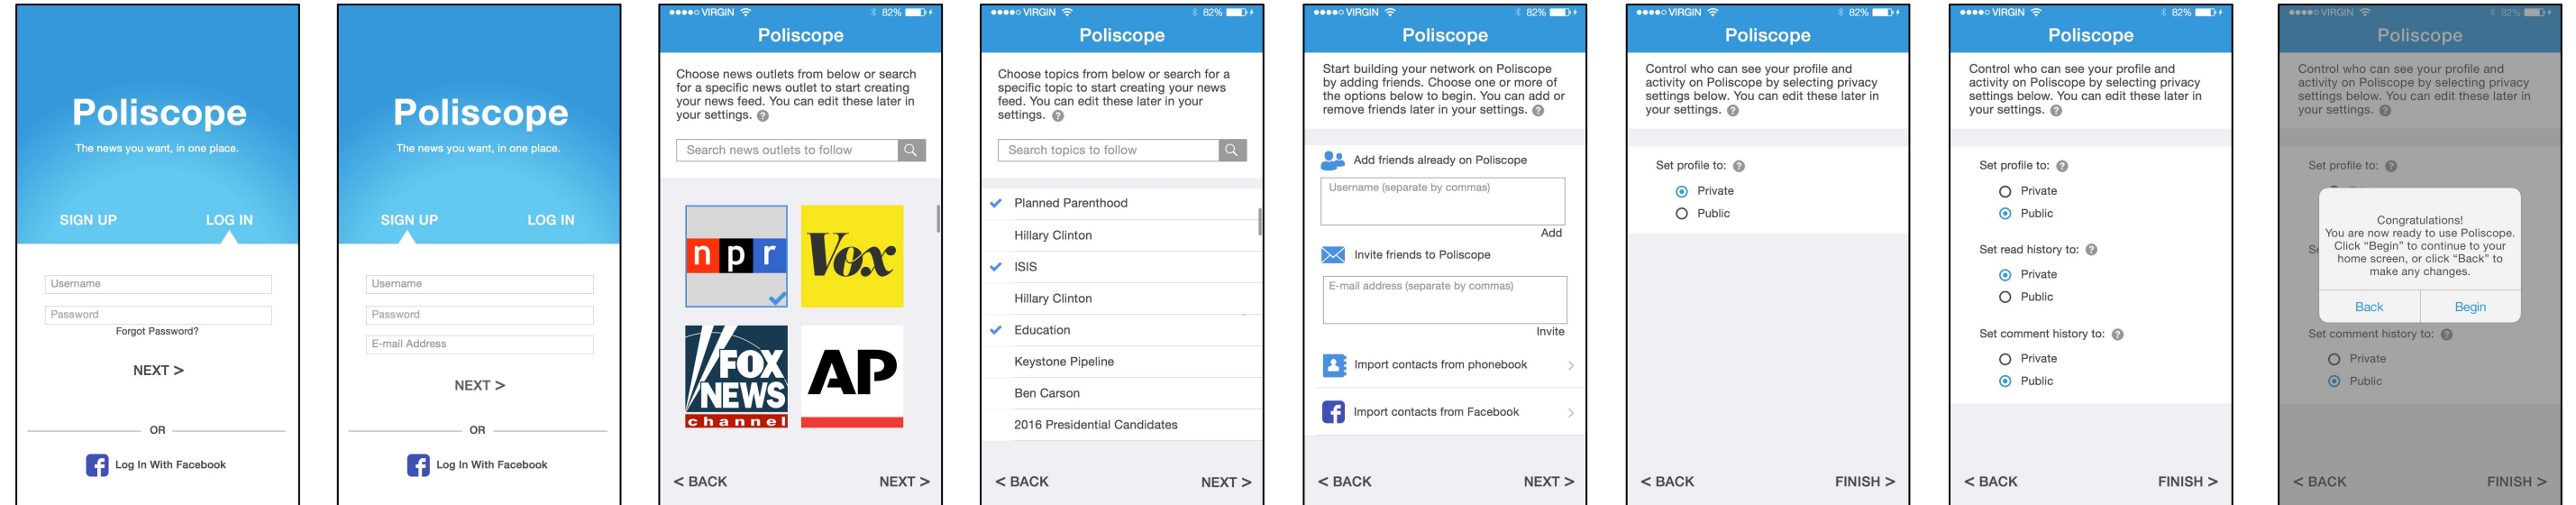 Poliscope
The news you want, in one place.
SIGN UP LOG IN
Username
Password
Forgot Password?
NEXT >
OR
Log In With Facebook
Poliscope
The news you want, in one place.
SIGN UP LOG IN
Username
Password
E-mail Address
NEXT >
OR
Log In With Facebook
VIRGIN 82%
Poliscope
Choose news outlets from below or search
for a specific news outlet to start creating
your news feed. You can edit these later in
your settings. ?
Search news outlets to follow
npr
Vox
FOX
NEWS
channel
AP
< BACK NEXT >
VIRGIN 82%
Poliscope
Choose topics from below or search for a
specific topic to start creating your news
feed. You can edit these later in your
settings. ?
Search topics to follow
Planned Parenthood
Hillary Clinton
ISIS
Hillary Clinton
Education
Keystone Pipeline
Ben Carson
2016 Presidential Candidates
< BACK NEXT >
VIRGIN 82%
Poliscope
Start building your network on Poliscope
by adding friends. Choose one or more of
the options below to begin. You can add or
remove friends later in your settings. ?
Add friends already on Poliscope
Username (separate by commas)
Add
Invite friends to Poliscope
E-mail address (separate by commas)
Invite
Import contacts from phonebook
Import contacts from Facebook
< BACK NEXT >
VIRGIN 82%
Poliscope
Control who can see your profile and
activity on Poliscope by selecting privacy
settings below. You can edit these later in
your settings. ?
Set profile to: ?
Private
Public
< BACK FINISH >
VIRGIN 82%
Poliscope
Control who can see your profile and
activity on Poliscope by selecting privacy
settings below. You can edit these later in
your settings. ?
Set profile to: ?
Private
Public
Set read history to: ?
Private
Public
Set comment history to: ?
Private
Public
< BACK FINISH >
VIRGIN 82%
Poliscope
Control who can see your profile and
activity on Poliscope by selecting privacy
settings below. You can edit these later in
your settings. ?
Set profile to: ?
Congratulations!
You are now ready to use Poliscope.
Click “Begin” to continue to your
home screen, or click “Back” to
make any changes.
Back Begin
Set comment history to: ?
Private
Public
< BACK FINISH >